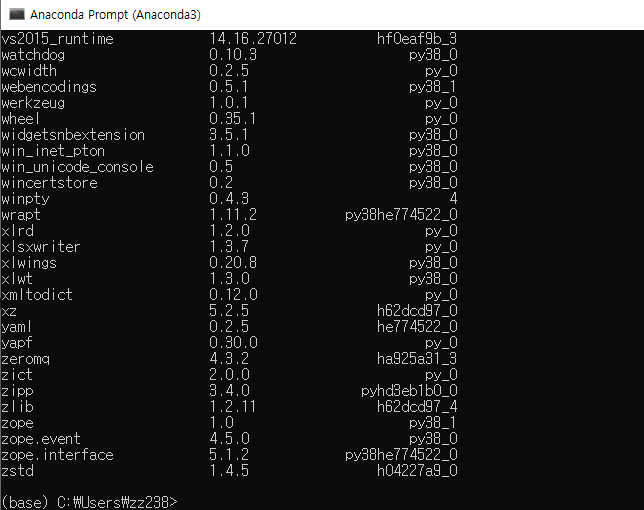 Anaconda Prompt (Anaconda3)
vs2015_runtime 14.16.27012 hf0eaf9b_3
watchdog 0.10.3 py38_0
wcwidth 0.2.5 py_0
webencodings 0.5.1 py38_1
werkzeug 1.0.1 py_0
wheel 0.35.1 py_0
widgetsnbextension 3.5.1 py38_0
win_inet_pton 1.1.0 py38_0
win_unicode_console 0.5 py38_0
wincertstore 0.2 py38_0
winpty 0.4.3 4
wrapt 1.11.2 py38he774522_0
xlrd 1.2.0 py_0
xlsxwriter 1.3.7 py_0
xlwings 0.20.8 py38_0
xlwt 1.3.0 py38_0
xmltodict 0.12.0 py_0
xz 5.2.5 h62dcd97_0
yaml 0.2.5 he774522_0
yapf 0.30.0 py_0
zeromq 4.3.2 ha925a31_3
zict 2.0.0 py_0
zipp 3.4.0 pyhd3eb1b0_0
zlib 1.2.11 h62dcd97_4
zope 1.0 py38_1
zope.event 4.5.0 py38_0
zope.interface 5.1.2 py38he774522_0
zstd 1.4.5 h04227a9_0
(base) C:₩Users₩zz238>